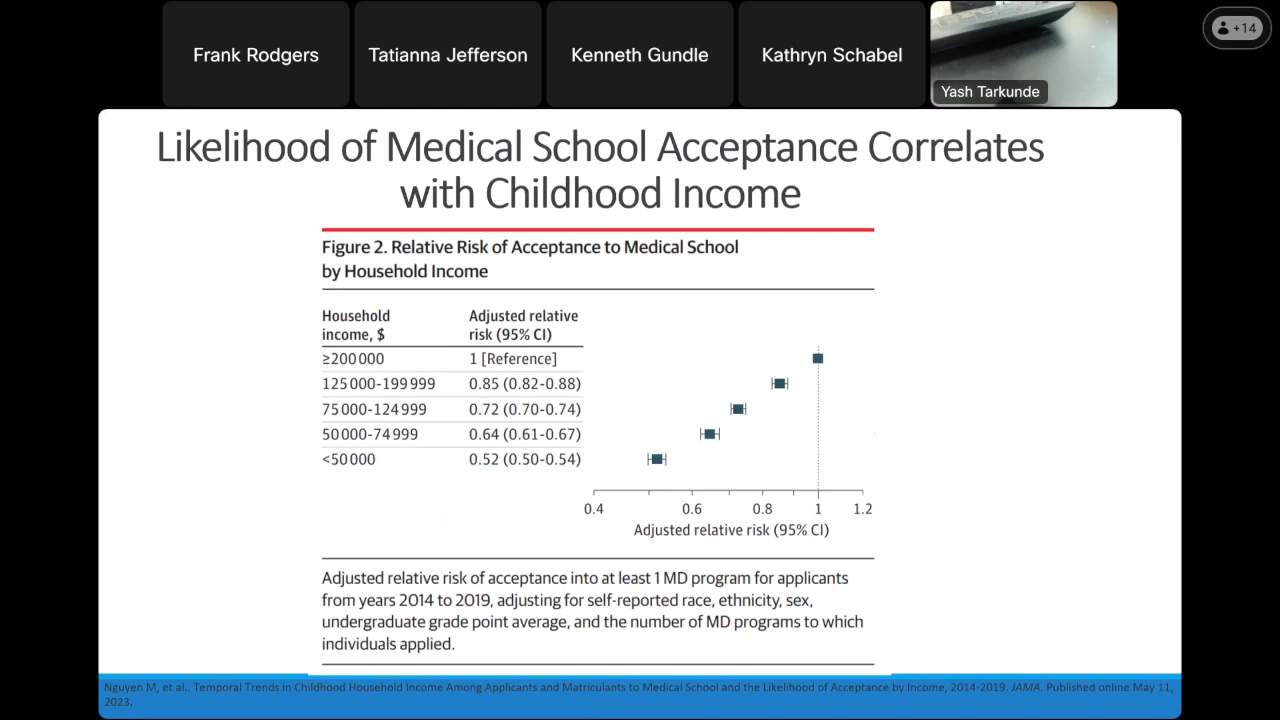 Frank Rodgers
Tatianna Jefferson
Kenneth Gundle
Kathryn Schabel
Yash Tarkunde
+14
Likelihood of Medical School Acceptance Correlates
with Childhood Income
Figure 2. Relative Risk of Acceptance to Medical School
by Household Income
Household Adjusted relative
income, $ risk (95% CI)
≥200 000 1 [Reference]
125 000-199 999 0.85 (0.82-0.88)
75 000-124 999 0.72 (0.70-0.74)
50 000-74 999 0.64 (0.61-0.67)
<50 000 0.52 (0.50-0.54)
0.4 0.6 0.8 1 1.2
Adjusted relative risk (95% CI)
Adjusted relative risk of acceptance into at least 1 MD program for applicants
from years 2014 to 2019, adjusting for self-reported race, ethnicity, sex,
undergraduate grade point average, and the number of MD programs to which
individuals applied.
Nguyen M, et al.. Temporal Trends in Childhood Household Income Among Applicants and Matriculants to Medical School and the Likelihood of Acceptance by Income, 2014-2019. JAMA. Published online May 11,
2023.